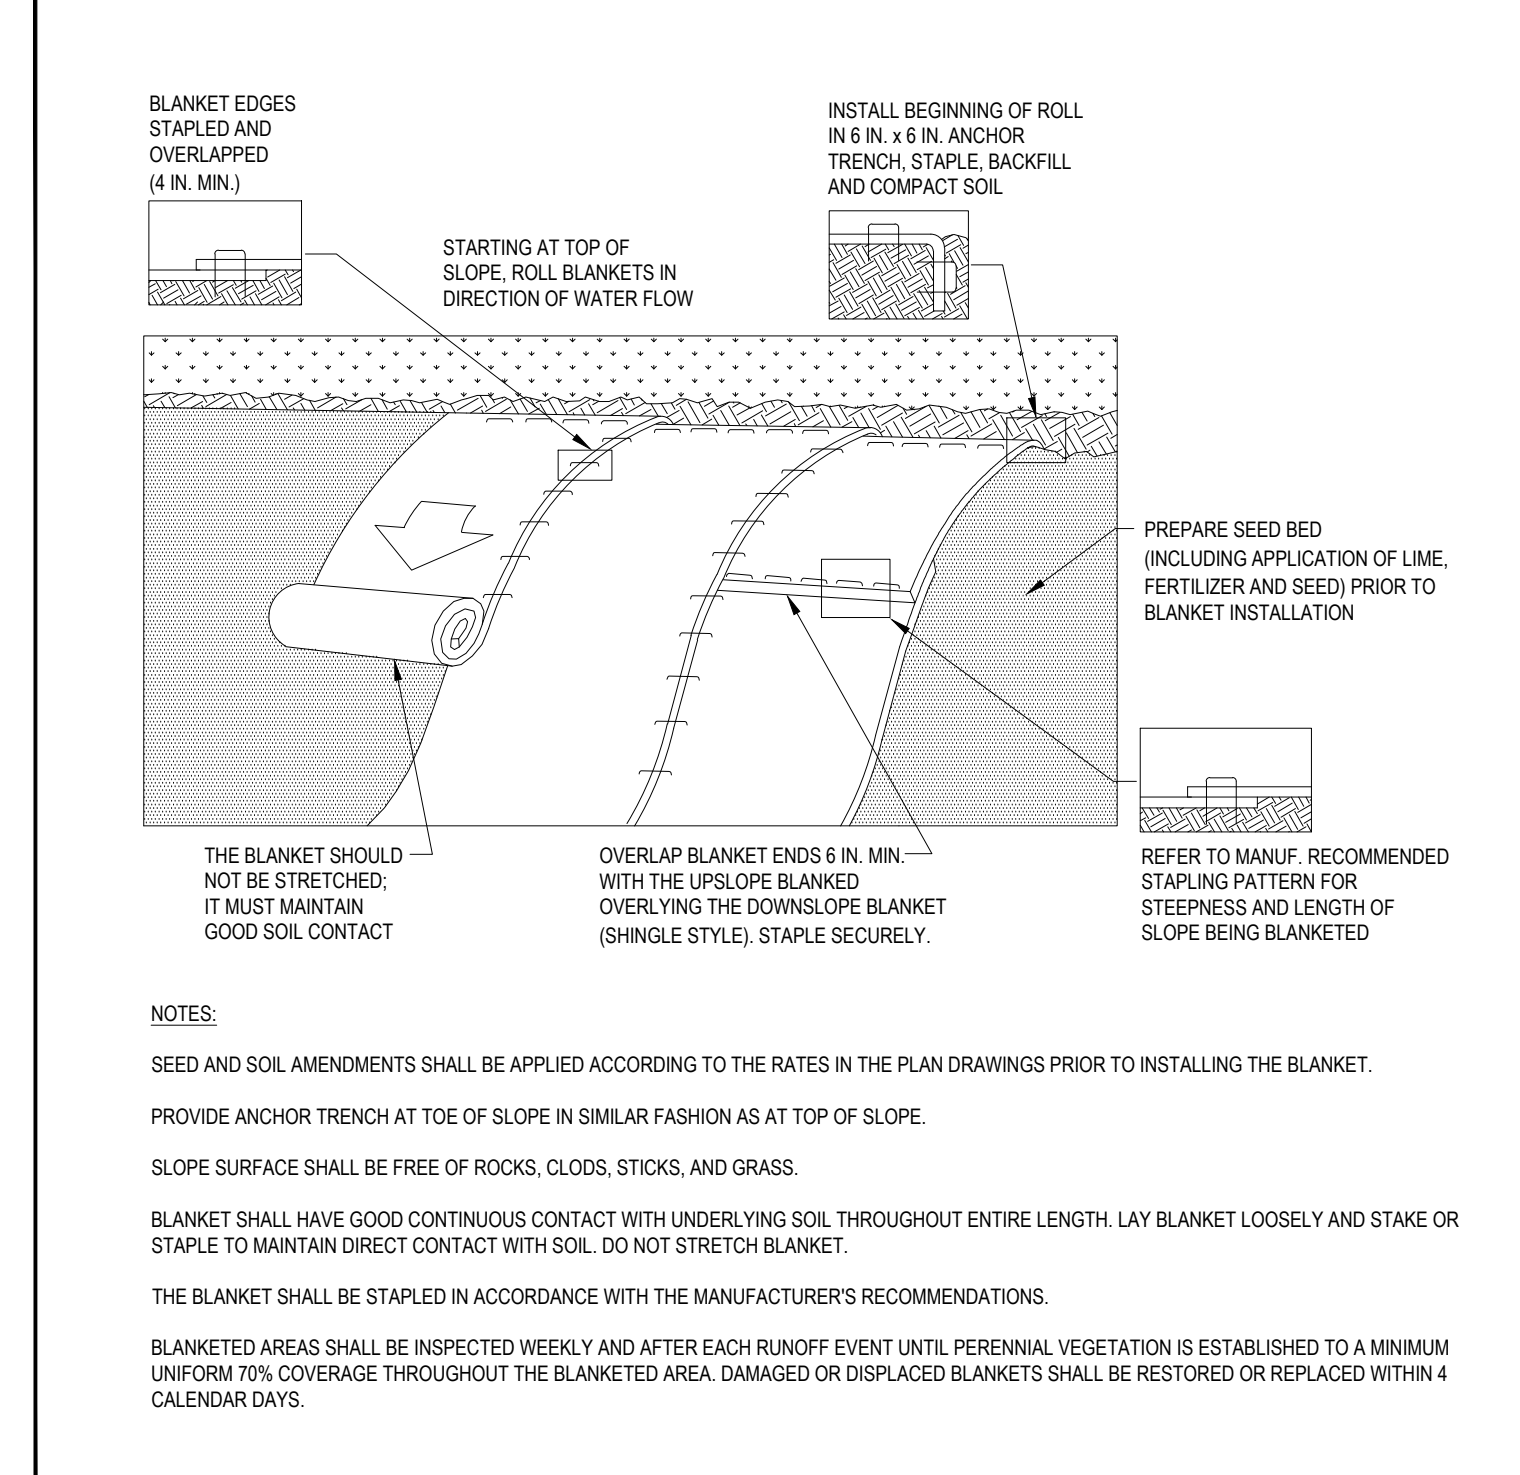 BLANKET EDGES
STAPLED AND
OVERLAPPED
(4 IN. MIN.)
INSTALL BEGINNING OF ROLL
IN 6 IN. x 6 IN. ANCHOR
TRENCH, STAPLE, BACKFILL
AND COMPACT SOIL
STARTING AT TOP OF
SLOPE, ROLL BLANKETS IN
DIRECTION OF WATER FLOW
PREPARE SEED BED
(INCLUDING APPLICATION OF LIME,
FERTILIZER AND SEED) PRIOR TO
BLANKET INSTALLATION
THE BLANKET SHOULD
NOT BE STRETCHED;
IT MUST MAINTAIN
GOOD SOIL CONTACT
OVERLAP BLANKET ENDS 6 IN. MIN.
WITH THE UPSLOPE BLANKED
OVERLYING THE DOWNSLOPE BLANKET
(SHINGLE STYLE). STAPLE SECURELY.
REFER TO MANUF. RECOMMENDED
STAPLING PATTERN FOR
STEEPNESS AND LENGTH OF
SLOPE BEING BLANKETED
NOTES:
SEED AND SOIL AMENDMENTS SHALL BE APPLIED ACCORDING TO THE RATES IN THE PLAN DRAWINGS PRIOR TO INSTALLING THE BLANKET.
PROVIDE ANCHOR TRENCH AT TOE OF SLOPE IN SIMILAR FASHION AS AT TOP OF SLOPE.
SLOPE SURFACE SHALL BE FREE OF ROCKS, CLODS, STICKS, AND GRASS.
BLANKET SHALL HAVE GOOD CONTINUOUS CONTACT WITH UNDERLYING SOIL THROUGHOUT ENTIRE LENGTH. LAY BLANKET LOOSELY AND STAKE OR
STAPLE TO MAINTAIN DIRECT CONTACT WITH SOIL. DO NOT STRETCH BLANKET.
THE BLANKET SHALL BE STAPLED IN ACCORDANCE WITH THE MANUFACTURER'S RECOMMENDATIONS.
BLANKETED AREAS SHALL BE INSPECTED WEEKLY AND AFTER EACH RUNOFF EVENT UNTIL PERENNIAL VEGETATION IS ESTABLISHED TO A MINIMUM
UNIFORM 70% COVERAGE THROUGHOUT THE BLANKETED AREA. DAMAGED OR DISPLACED BLANKETS SHALL BE RESTORED OR REPLACED WITHIN 4
CALENDAR DAYS.